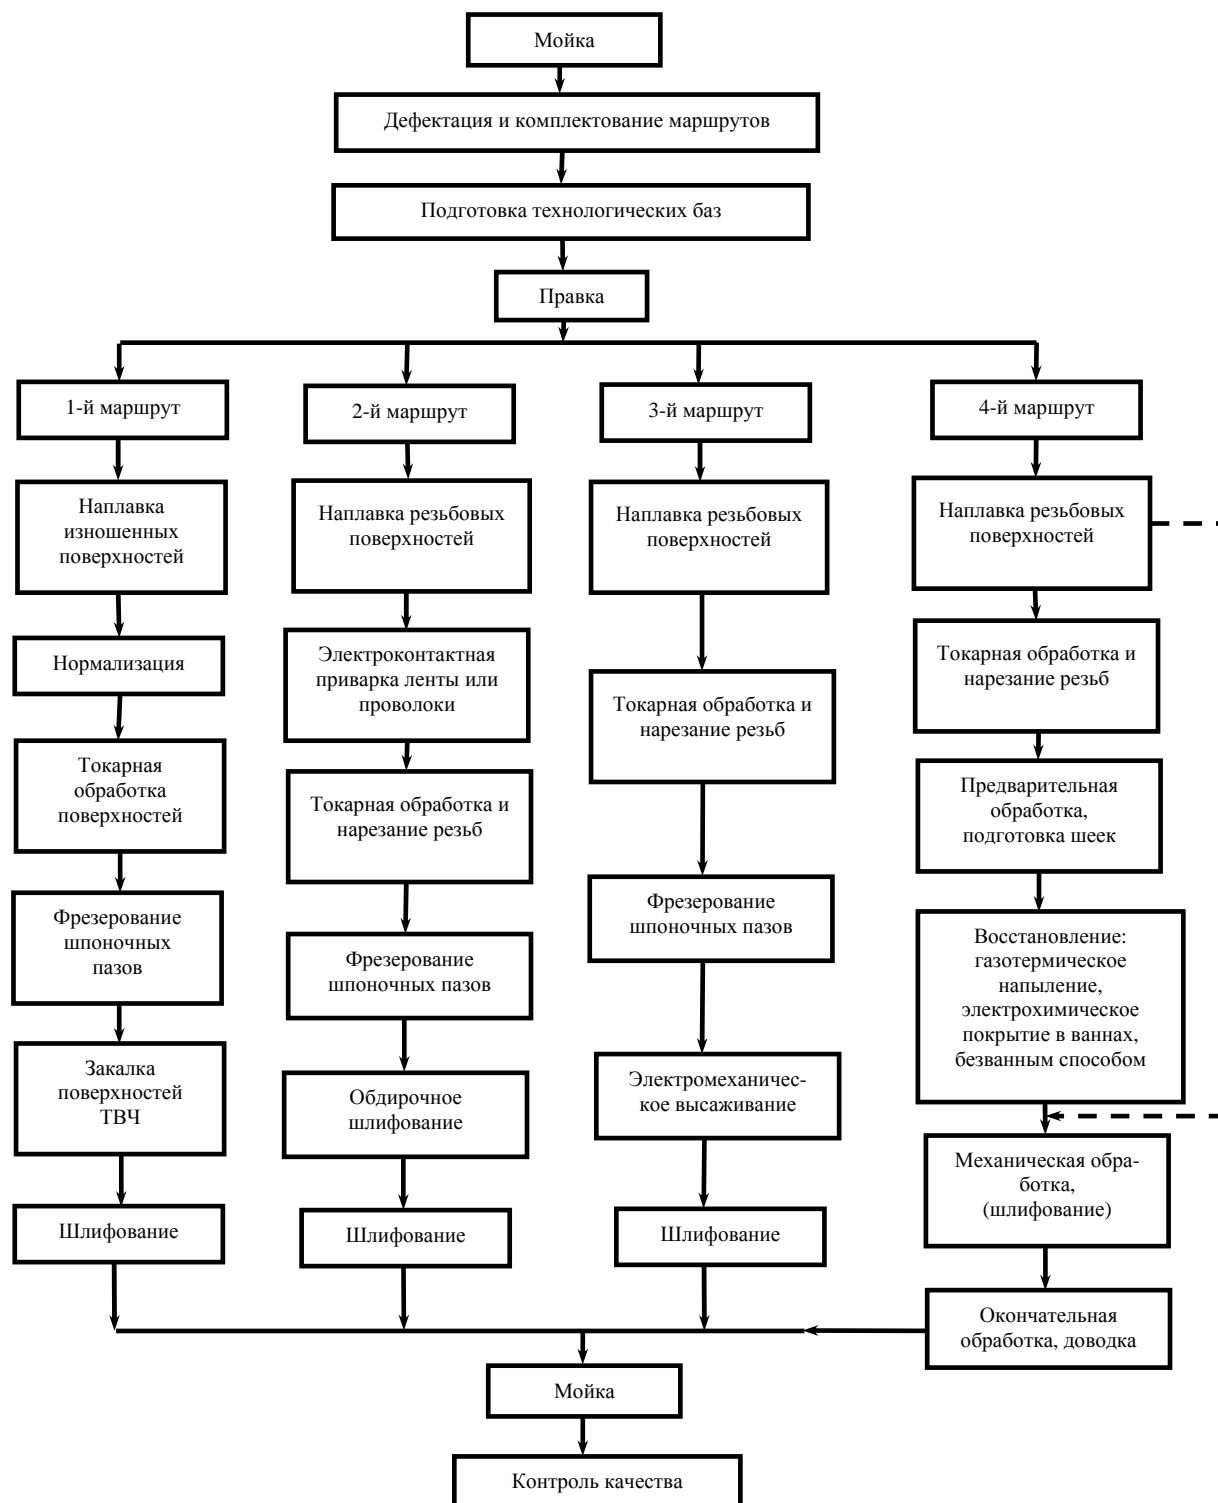 Мойка
Дефектация и комплектование маршрутов
Подготовка технологических баз
Правка
1-й маршрут
Наплавка
изношенных
поверхностей
Нормализация
Токарная
обработка
поверхностей
Фрезерование
шпоночных
пазов
Закалка
поверхностей
ТВЧ
Шлифование
2-й маршрут
Наплавка резьбовых
поверхностей
Электроконтактная
приварка ленты или
проволоки
Токарная обработка и
нарезание резьб
Фрезерование
шпоночных пазов
Обдирочное
шлифование
Шлифование
3-й маршрут
Наплавка резьбовых
поверхностей
Токарная обработка и
нарезание резьб
Фрезерование
шпоночных пазов
Электромеханичес-
кое высаживание
Шлифование
4-й маршрут
Наплавка резьбовых
поверхностей
Токарная обработка и
нарезание резьб
Предварительная
обработка,
подготовка шеек
Восстановление:
газотермическое
напыление,
электрохимическое
покрытие в ваннах,
безванным способом
Механическая обра-
ботка,
(шлифование)
Окончательная
обработка, доводка
Мойка
Контроль качества